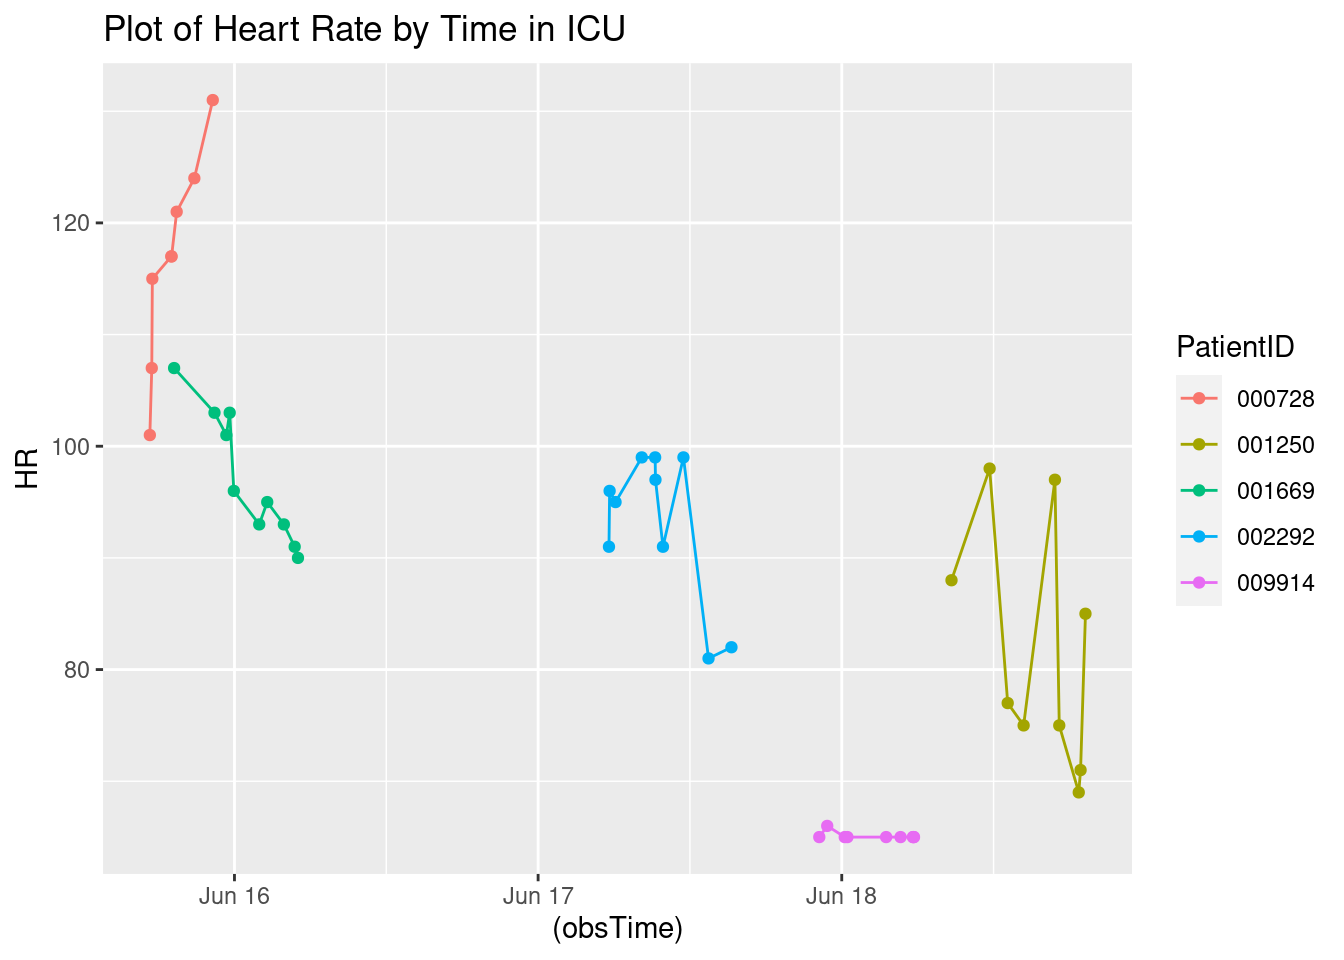 Plot of Heart Rate by Time in ICU
120
100
80
HR
Jun 16
Jun 17
Jun 18
(obsTime)
PatientID
000728
001250
001669
002292
009914